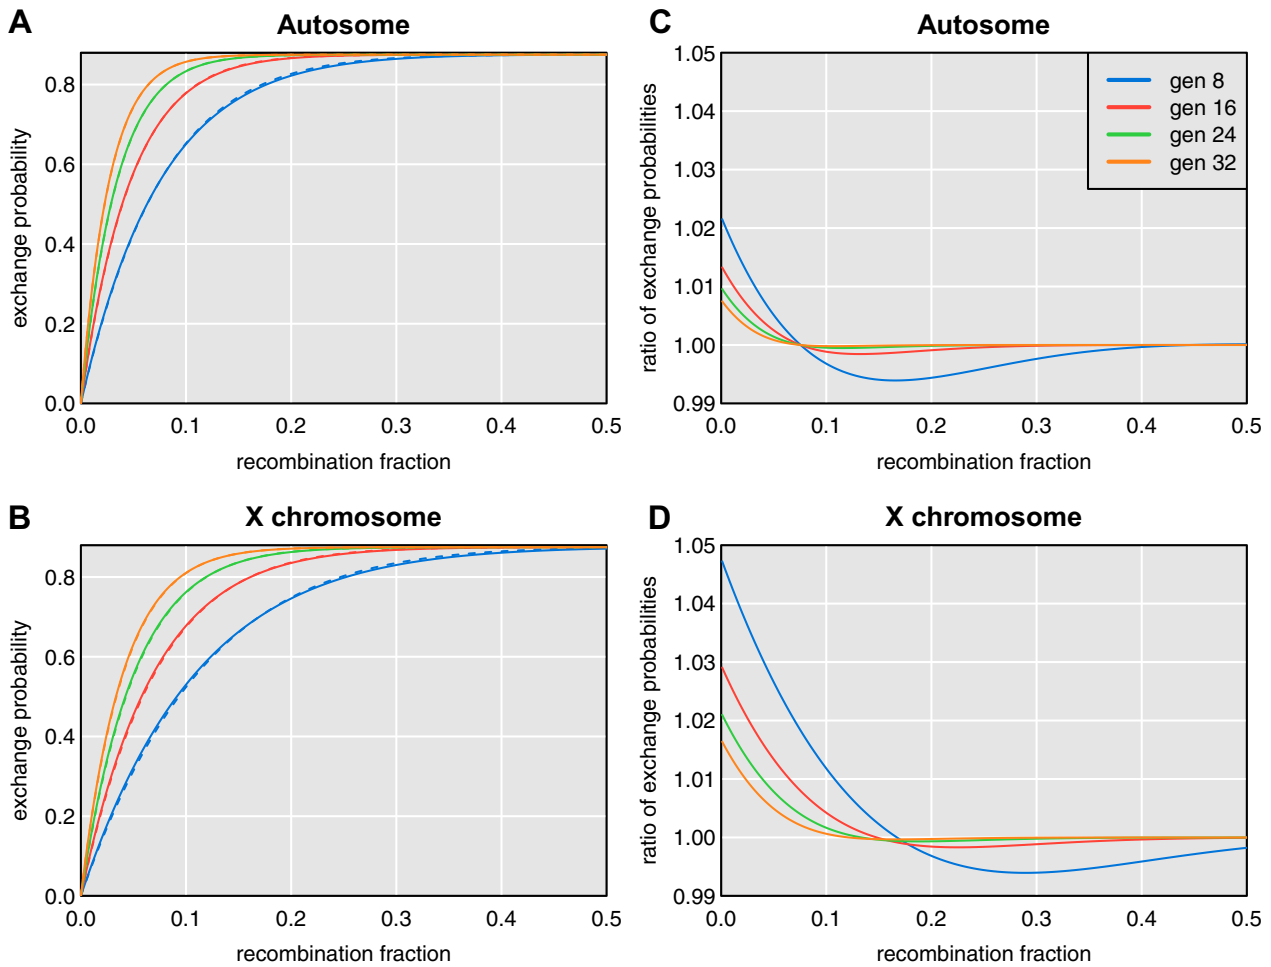 A
Autosome
exchange probability
0.8
0.6
0.4
0.2
0.0
0.0 0.1 0.2 0.3 0.4 0.5
recombination fraction
C
Autosome
ratio of exchange probabilities
1.05
1.04
1.03
1.02
1.01
1.00
0.99
gen 8
gen 16
gen 24
gen 32
0.0 0.1 0.2 0.3 0.4 0.5
recombination fraction
B
X chromosome
exchange probability
0.8
0.6
0.4
0.2
0.0
0.0 0.1 0.2 0.3 0.4 0.5
recombination fraction
D
X chromosome
ratio of exchange probabilities
1.05
1.04
1.03
1.02
1.01
1.00
0.99
0.0 0.1 0.2 0.3 0.4 0.5
recombination fraction